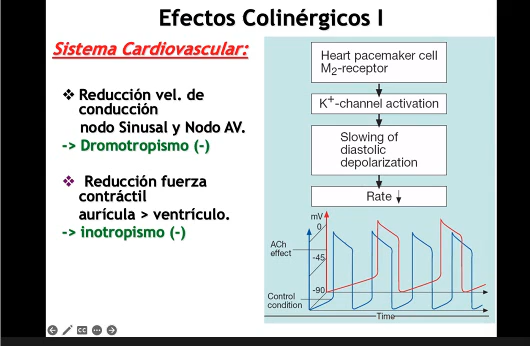 Efectos Colinérgicos I
Sistema Cardiovascular:
❖ Reducción vel. de
conducción
nodo Sinusal y Nodo AV.
-> Dromotropismo (-)
❖ Reducción fuerza
contráctil
aurícula > ventrículo.
-> inotropismo (-)
Heart pacemaker cell
M2-receptor
K+-channel activation
Slowing of
diastolic
depolarization
Rate ↓
mV
0
ACh
effect
-45
-90
Control
condition
Time
CC